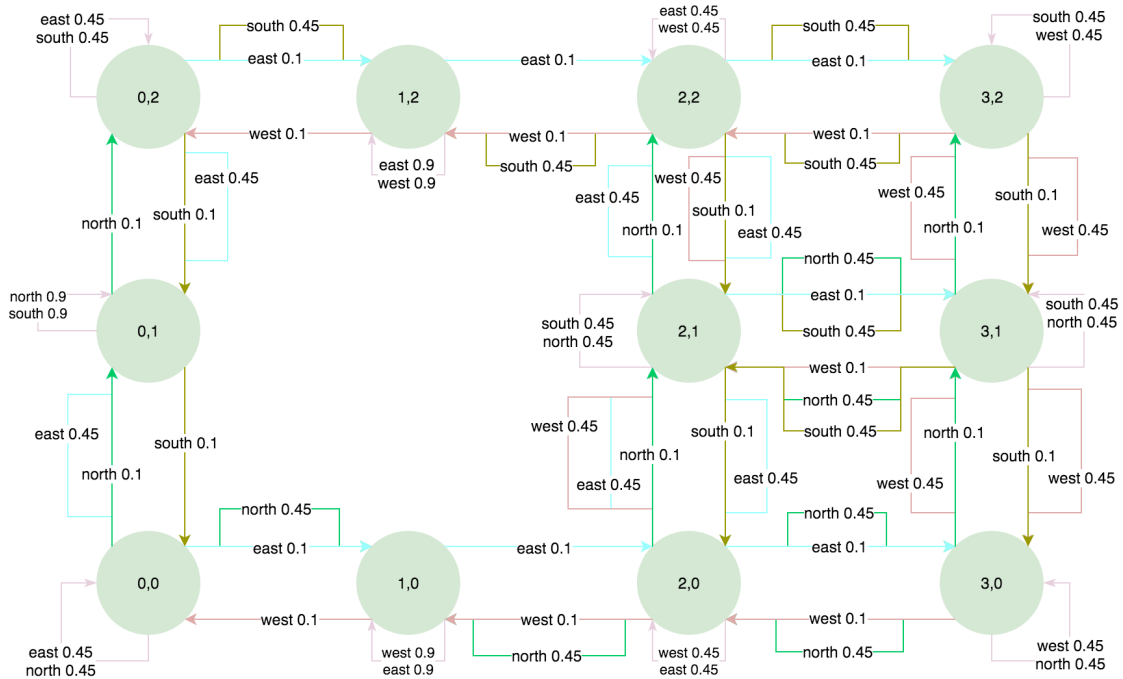 east 0.45
south 0.45
south 0.45
east 0.1
east 0.1
east 0.45
west 0.45
south 0.45
east 0.1
south 0.45
west 0.45
0,2
1,2
2,2
3,2
west 0.1
west 0.1
south 0.45
west 0.1
south 0.45
east 0.9
west 0.9
east 0.45
south 0.1
north 0.1
east 0.45
north 0.1
west 0.45
south 0.1
east 0.45
west 0.45
north 0.1
south 0.1
west 0.45
north 0.45
east 0.1
south 0.45
north 0.9
south 0.9
0,1
south 0.45
north 0.45
2,1
3,1
south 0.45
north 0.45
west 0.1
north 0.45
south 0.45
east 0.45
north 0.1
south 0.1
west 0.45
north 0.1
east 0.45
south 0.1
east 0.45
north 0.1
west 0.45
south 0.1
west 0.45
north 0.45
east 0.1
east 0.1
north 0.45
east 0.1
0,0
1,0
2,0
3,0
west 0.1
west 0.1
north 0.45
west 0.1
north 0.45
east 0.45
north 0.45
west 0.9
east 0.9
west 0.45
east 0.45
west 0.45
north 0.45